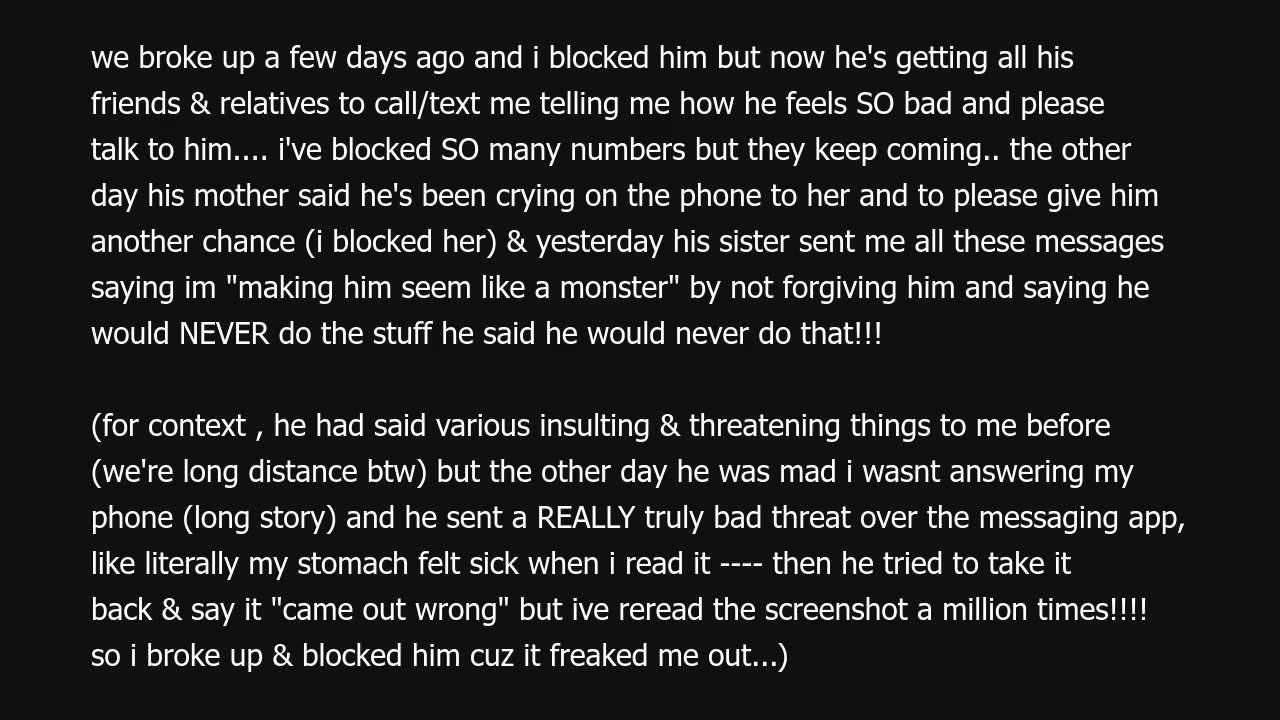 we broke up a few days ago and i blocked him but now he's getting all his
friends & relatives to call/text me telling me how he feels SO bad and please
talk to him.... i've blocked SO many numbers but they keep coming.. the other
day his mother said he's been crying on the phone to her and to please give him
another chance (i blocked her) & yesterday his sister sent me all these messages
saying im "making him seem like a monster" by not forgiving him and saying he
would NEVER do the stuff he said he would never do that!!!

(for context , he had said various insulting & threatening things to me before
(we're long distance btw) but the other day he was mad i wasnt answering my
phone (long story) and he sent a REALLY truly bad threat over the messaging app,
like literally my stomach felt sick when i read it ---- then he tried to take it
back & say it "came out wrong" but ive reread the screenshot a million times!!!!
so i broke up & blocked him cuz it freaked me out...)